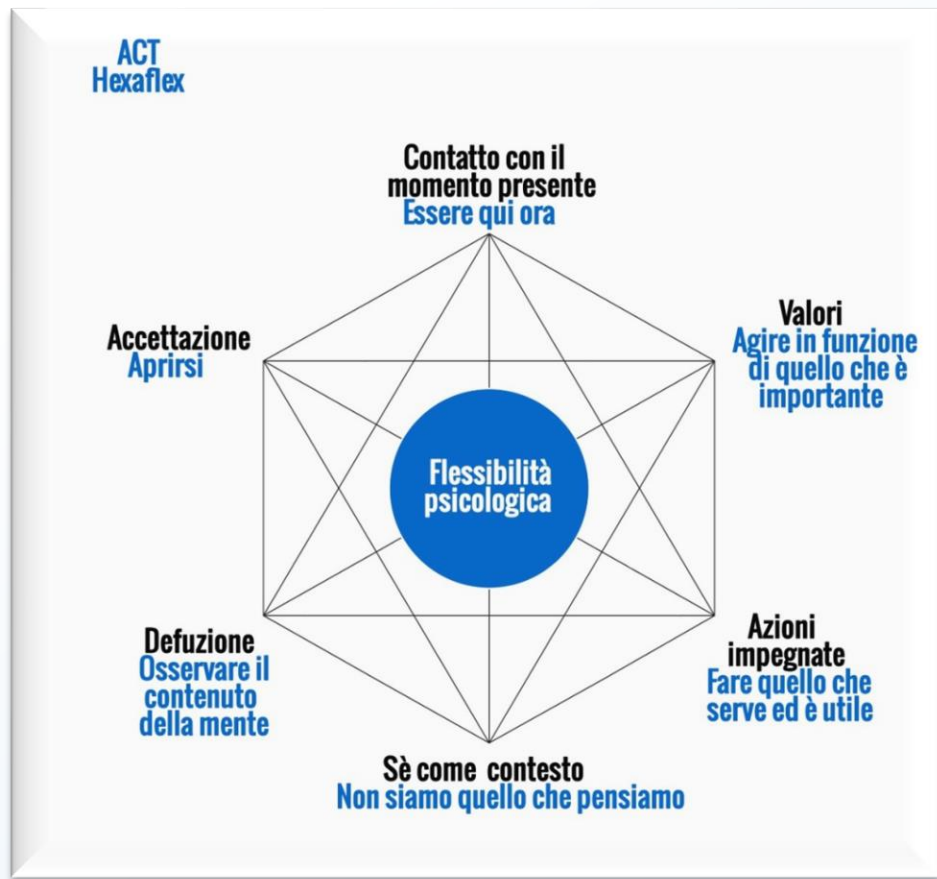 ACT
Hexaflex
Contatto con il
momento presente
Essere qui ora
Accettazione
Aprirsi
Valori
Agire in funzione
di quello che è
importante
Flessibilità
psicologica
Defuzione
Osservare il
contenuto
della mente
Azioni
impegnate
Fare quello che
serve ed è utile
Sè come contesto
Non siamo quello che pensiamo